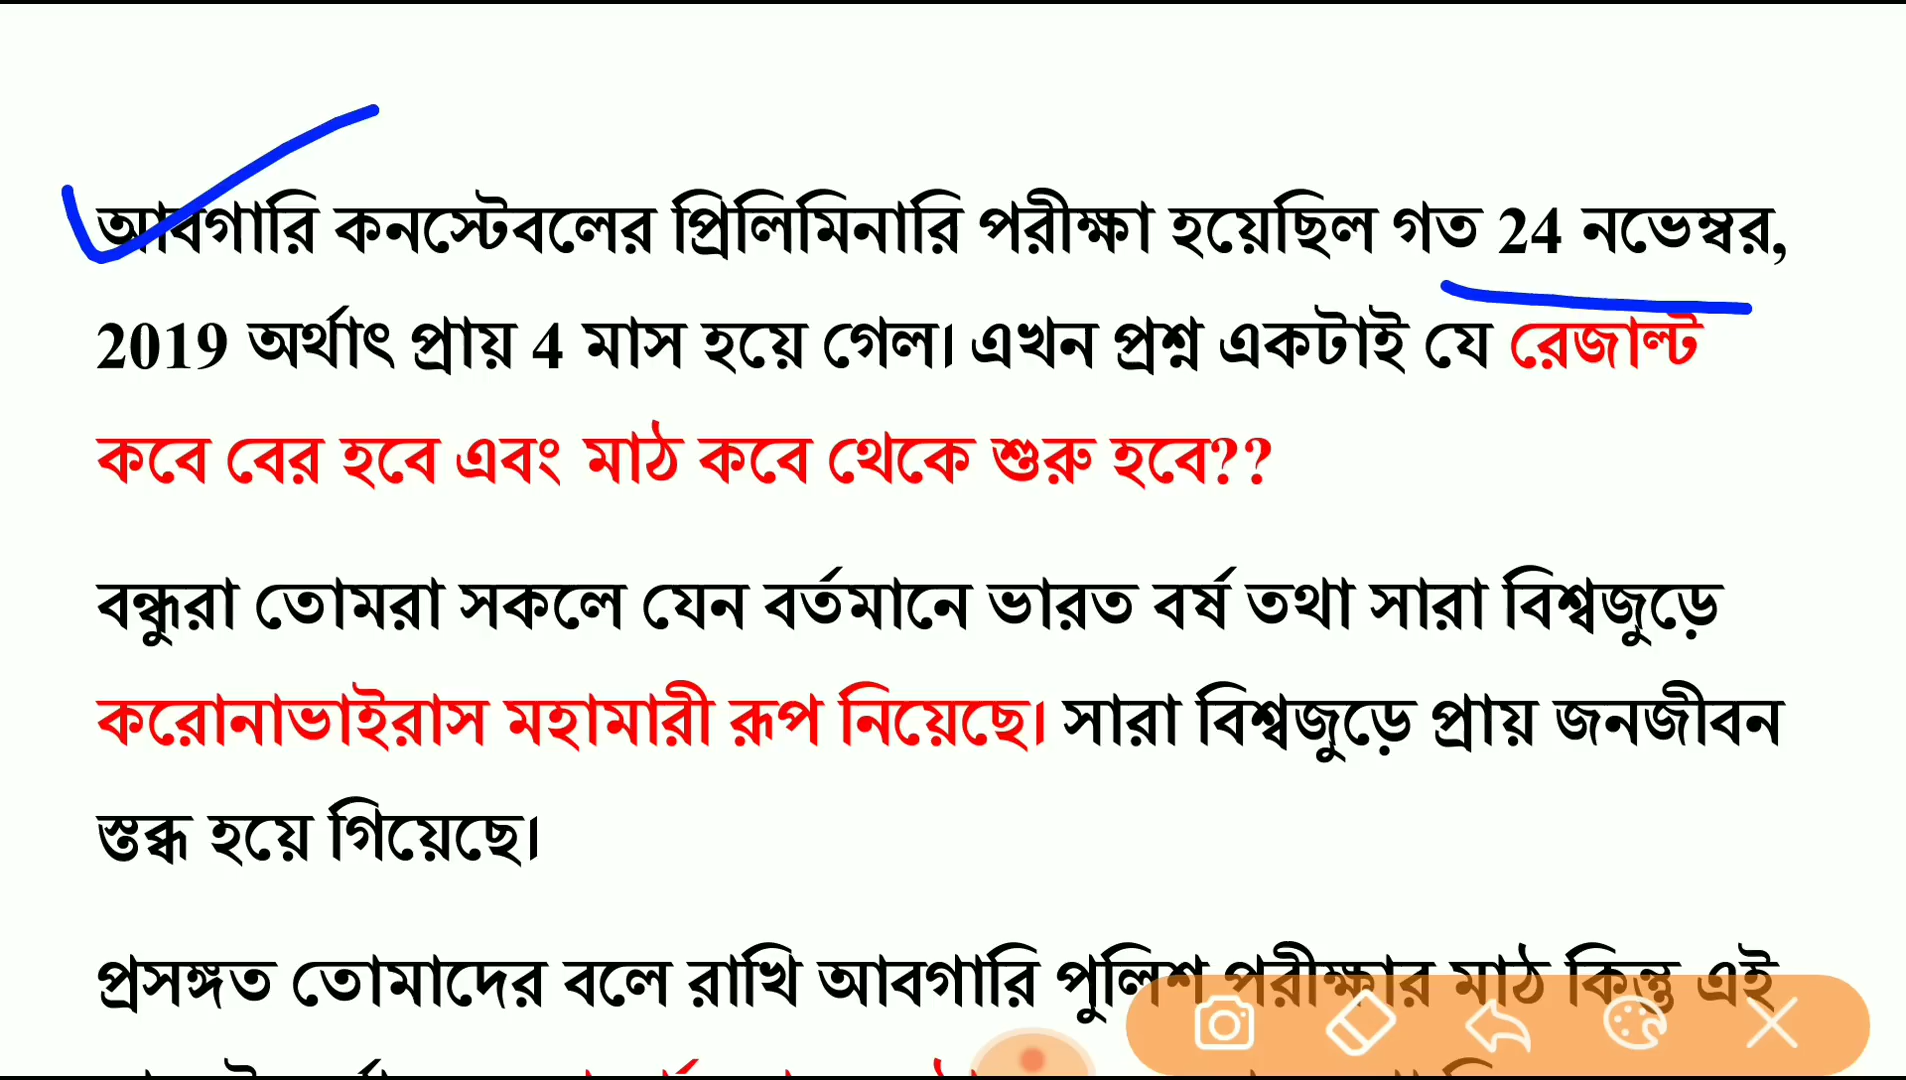 আবগারি কনস্টেবলের প্রিলিমিনারি পরীক্ষা হয়েছিল গত 24 নভেম্বর,
2019 অর্থাৎ প্রায় 4 মাস হয়ে গেল। এখন প্রশ্ন একটাই যে রেজাল্ট
কবে বের হবে এবং মাঠ কবে থেকে শুরু হবে??
বন্ধুরা তোমরা সকলে যেন বর্তমানে ভারত বর্ষ তথা সারা বিশ্বজুড়ে
করোনাভাইরাস মহামারী রূপ নিয়েছে। সারা বিশ্বজুড়ে প্রায় জনজীবন
স্তব্ধ হয়ে গিয়েছে।
প্রসঙ্গত তোমাদের বলে রাখি আবগারি পুলিশ পরীক্ষার মাঠ কিন্তু এই